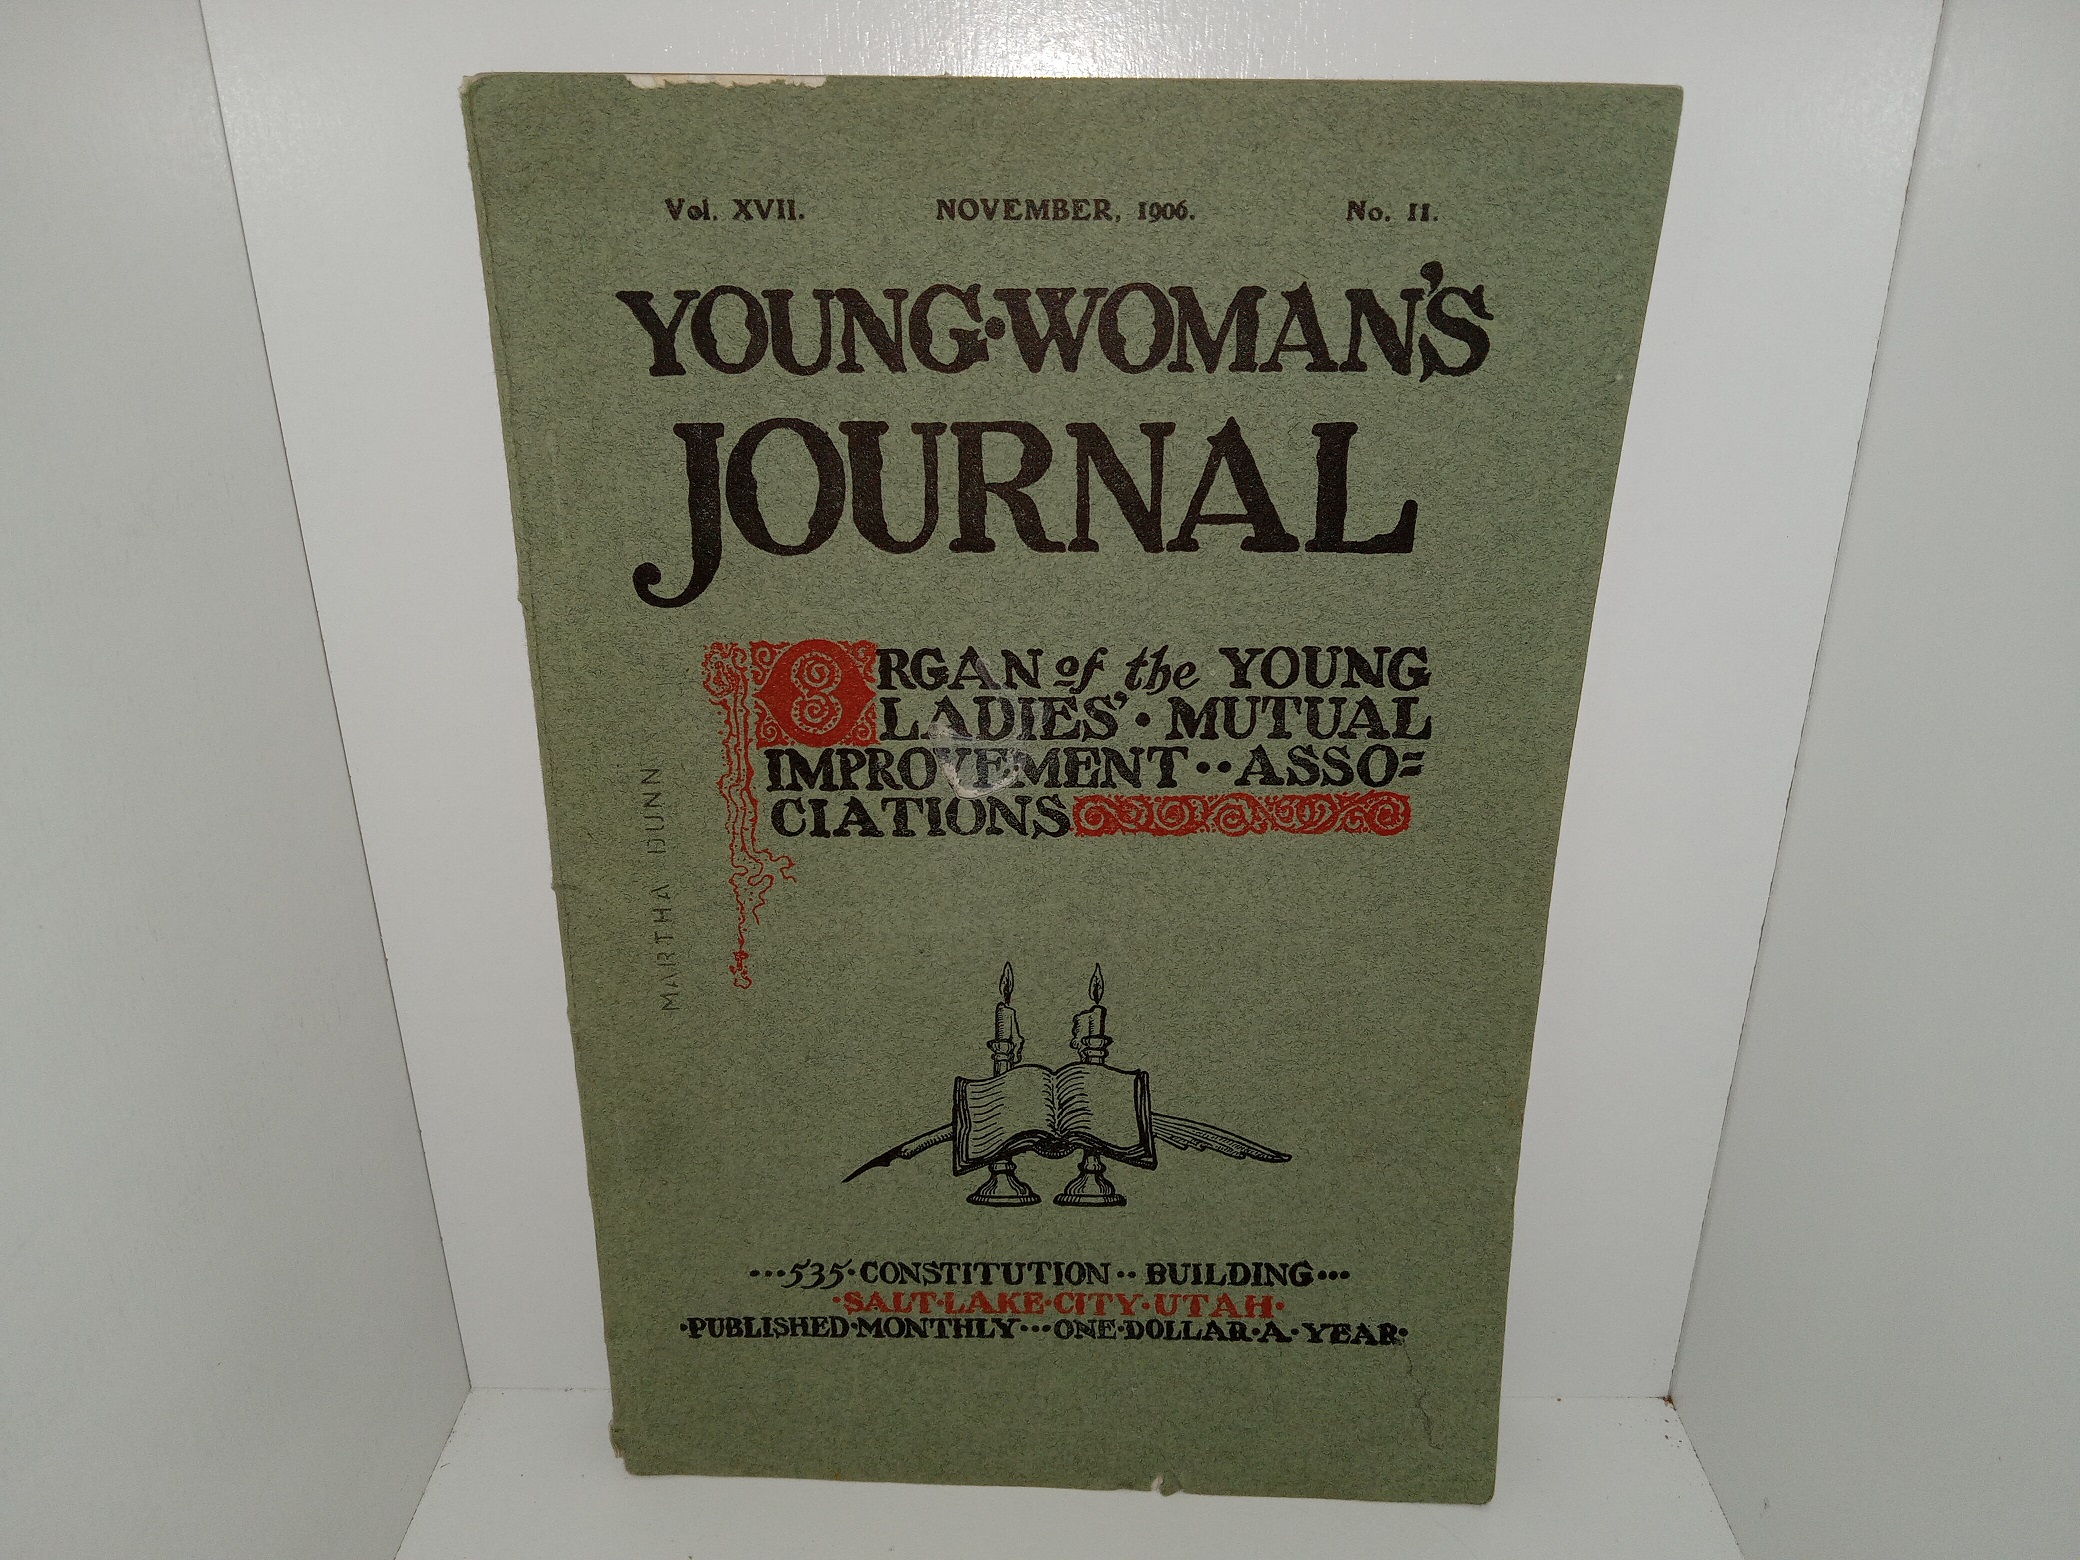 Vol. XVII. NOVEMBER, 1906. No. 11.
YOUNG·WOMAN'S
JOURNAL
ORGAN of the YOUNG
LADIES'·MUTUAL
IMPROVEMENT··ASSO=
CIATIONS
MARTHA DUNN
···535·CONSTITUTION··BUILDING···
·SALT·LAKE·CITY·UTAH·
·PUBLISHED·MONTHLY···ONE·DOLLAR·A·YEAR·